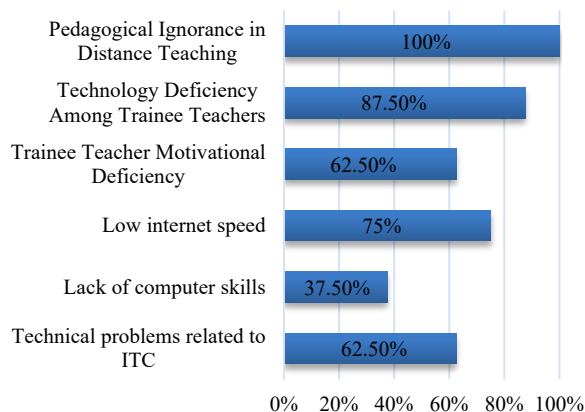 Pedagogical Ignorance in
Distance Teaching
100%
Technology Deficiency
Among Trainee Teachers
87.50%
Trainee Teacher Motivational
Deficiency
62.50%
Low internet speed
75%
Lack of computer skills
37.50%
Technical problems related to
ITC
62.50%
0% 20% 40% 60% 80% 100%